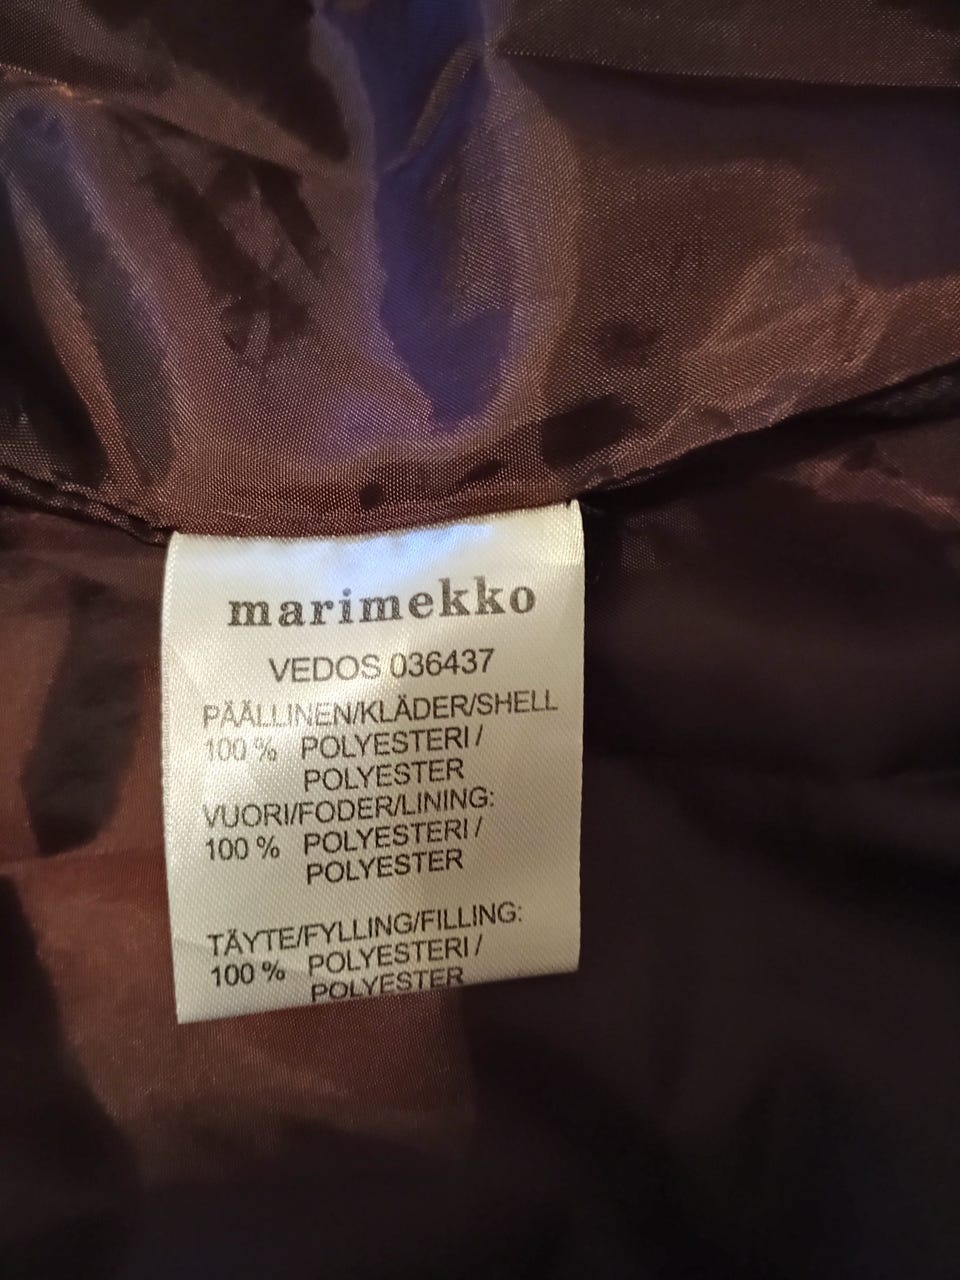 marimekko
VEDOS 036437
PÄÄLLINEN/KLÄDER/SHELL
100 % POLYESTERI /
POLYESTER
VUORI/FODER/LINING:
100 % POLYESTERI /
POLYESTER
TÄYTE/FYLLING/FILLING:
100 % POLYESTERI /
POLYESTER